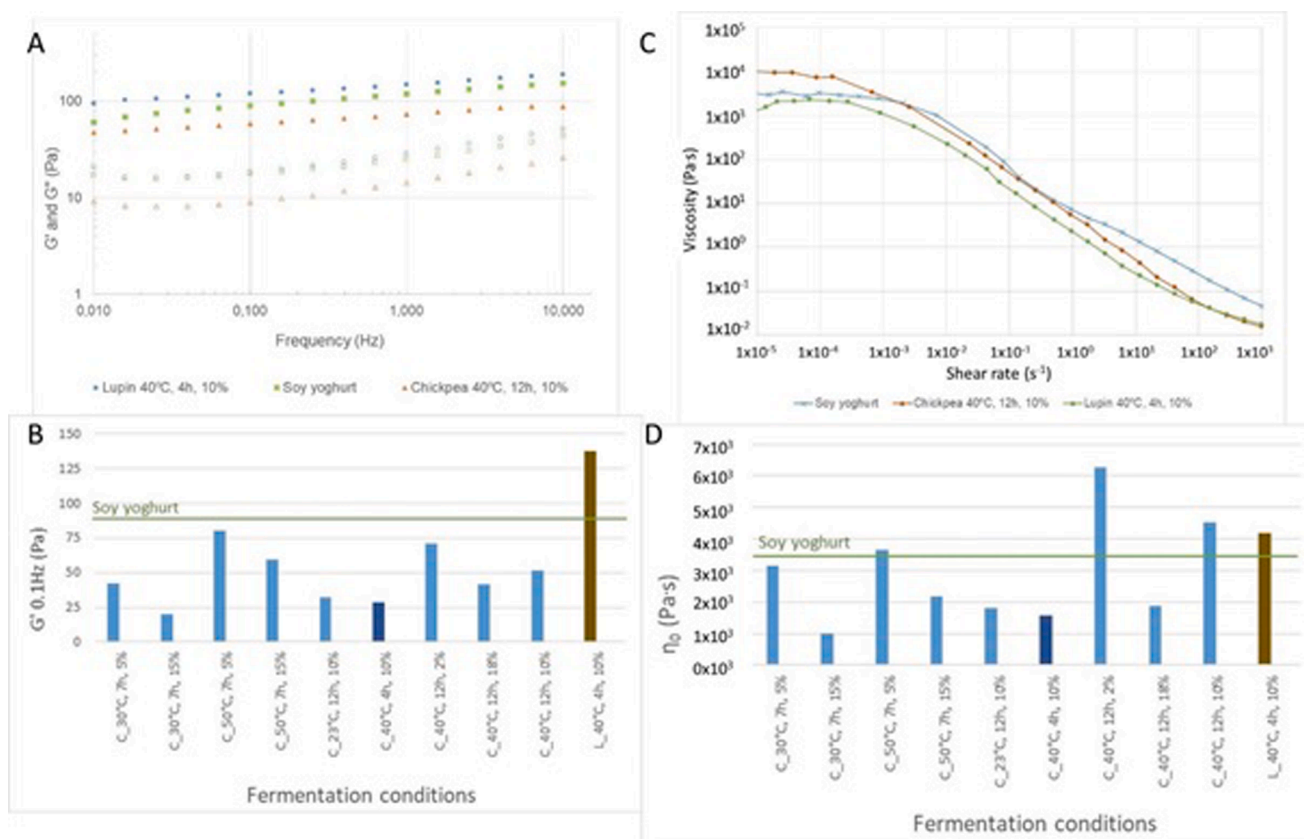 A
100
10
1
G' and G" (Pa)
0,010 0,100 1,000 10,000
Frequency (Hz)
Lupin 40°C, 4h, 10% Soy yoghurt Chickpea 40°C, 12h, 10%
C
1x10⁵
1x10⁴
1x10³
1x10²
1x10¹
1x10⁰
1x10⁻¹
1x10⁻²
Viscosity (Pa·s)
1x10⁻⁵ 1x10⁻⁴ 1x10⁻³ 1x10⁻² 1x10⁻¹ 1x10⁰ 1x10¹ 1x10² 1x10³
Shear rate (s⁻¹)
Soy yoghurt Chickpea 40°C, 12h, 10% Lupin 40°C, 4h, 10%
B
150
125
100
75
50
25
0
G' 0.1Hz (Pa)
Soy yoghurt
C_30°C, 7h, 5%
C_30°C, 7h, 15%
C_50°C, 7h, 5%
C_50°C, 7h, 15%
C_23°C, 12h, 10%
C_40°C, 4h, 10%
C_40°C, 12h, 2%
C_40°C, 12h, 18%
C_40°C, 12h, 10%
L_40°C, 4h, 10%
Fermentation conditions
D
7x10³
6x10³
5x10³
4x10³
3x10³
2x10³
1x10³
0x10³
η₀ (Pa·s)
Soy yoghurt
C_30°C, 7h, 5%
C_30°C, 7h, 15%
C_50°C, 7h, 5%
C_50°C, 7h, 15%
C_23°C, 12h, 10%
C_40°C, 4h, 10%
C_40°C, 12h, 2%
C_40°C, 12h, 18%
C_40°C, 12h, 10%
L_40°C, 4h, 10%
Fermentation conditions